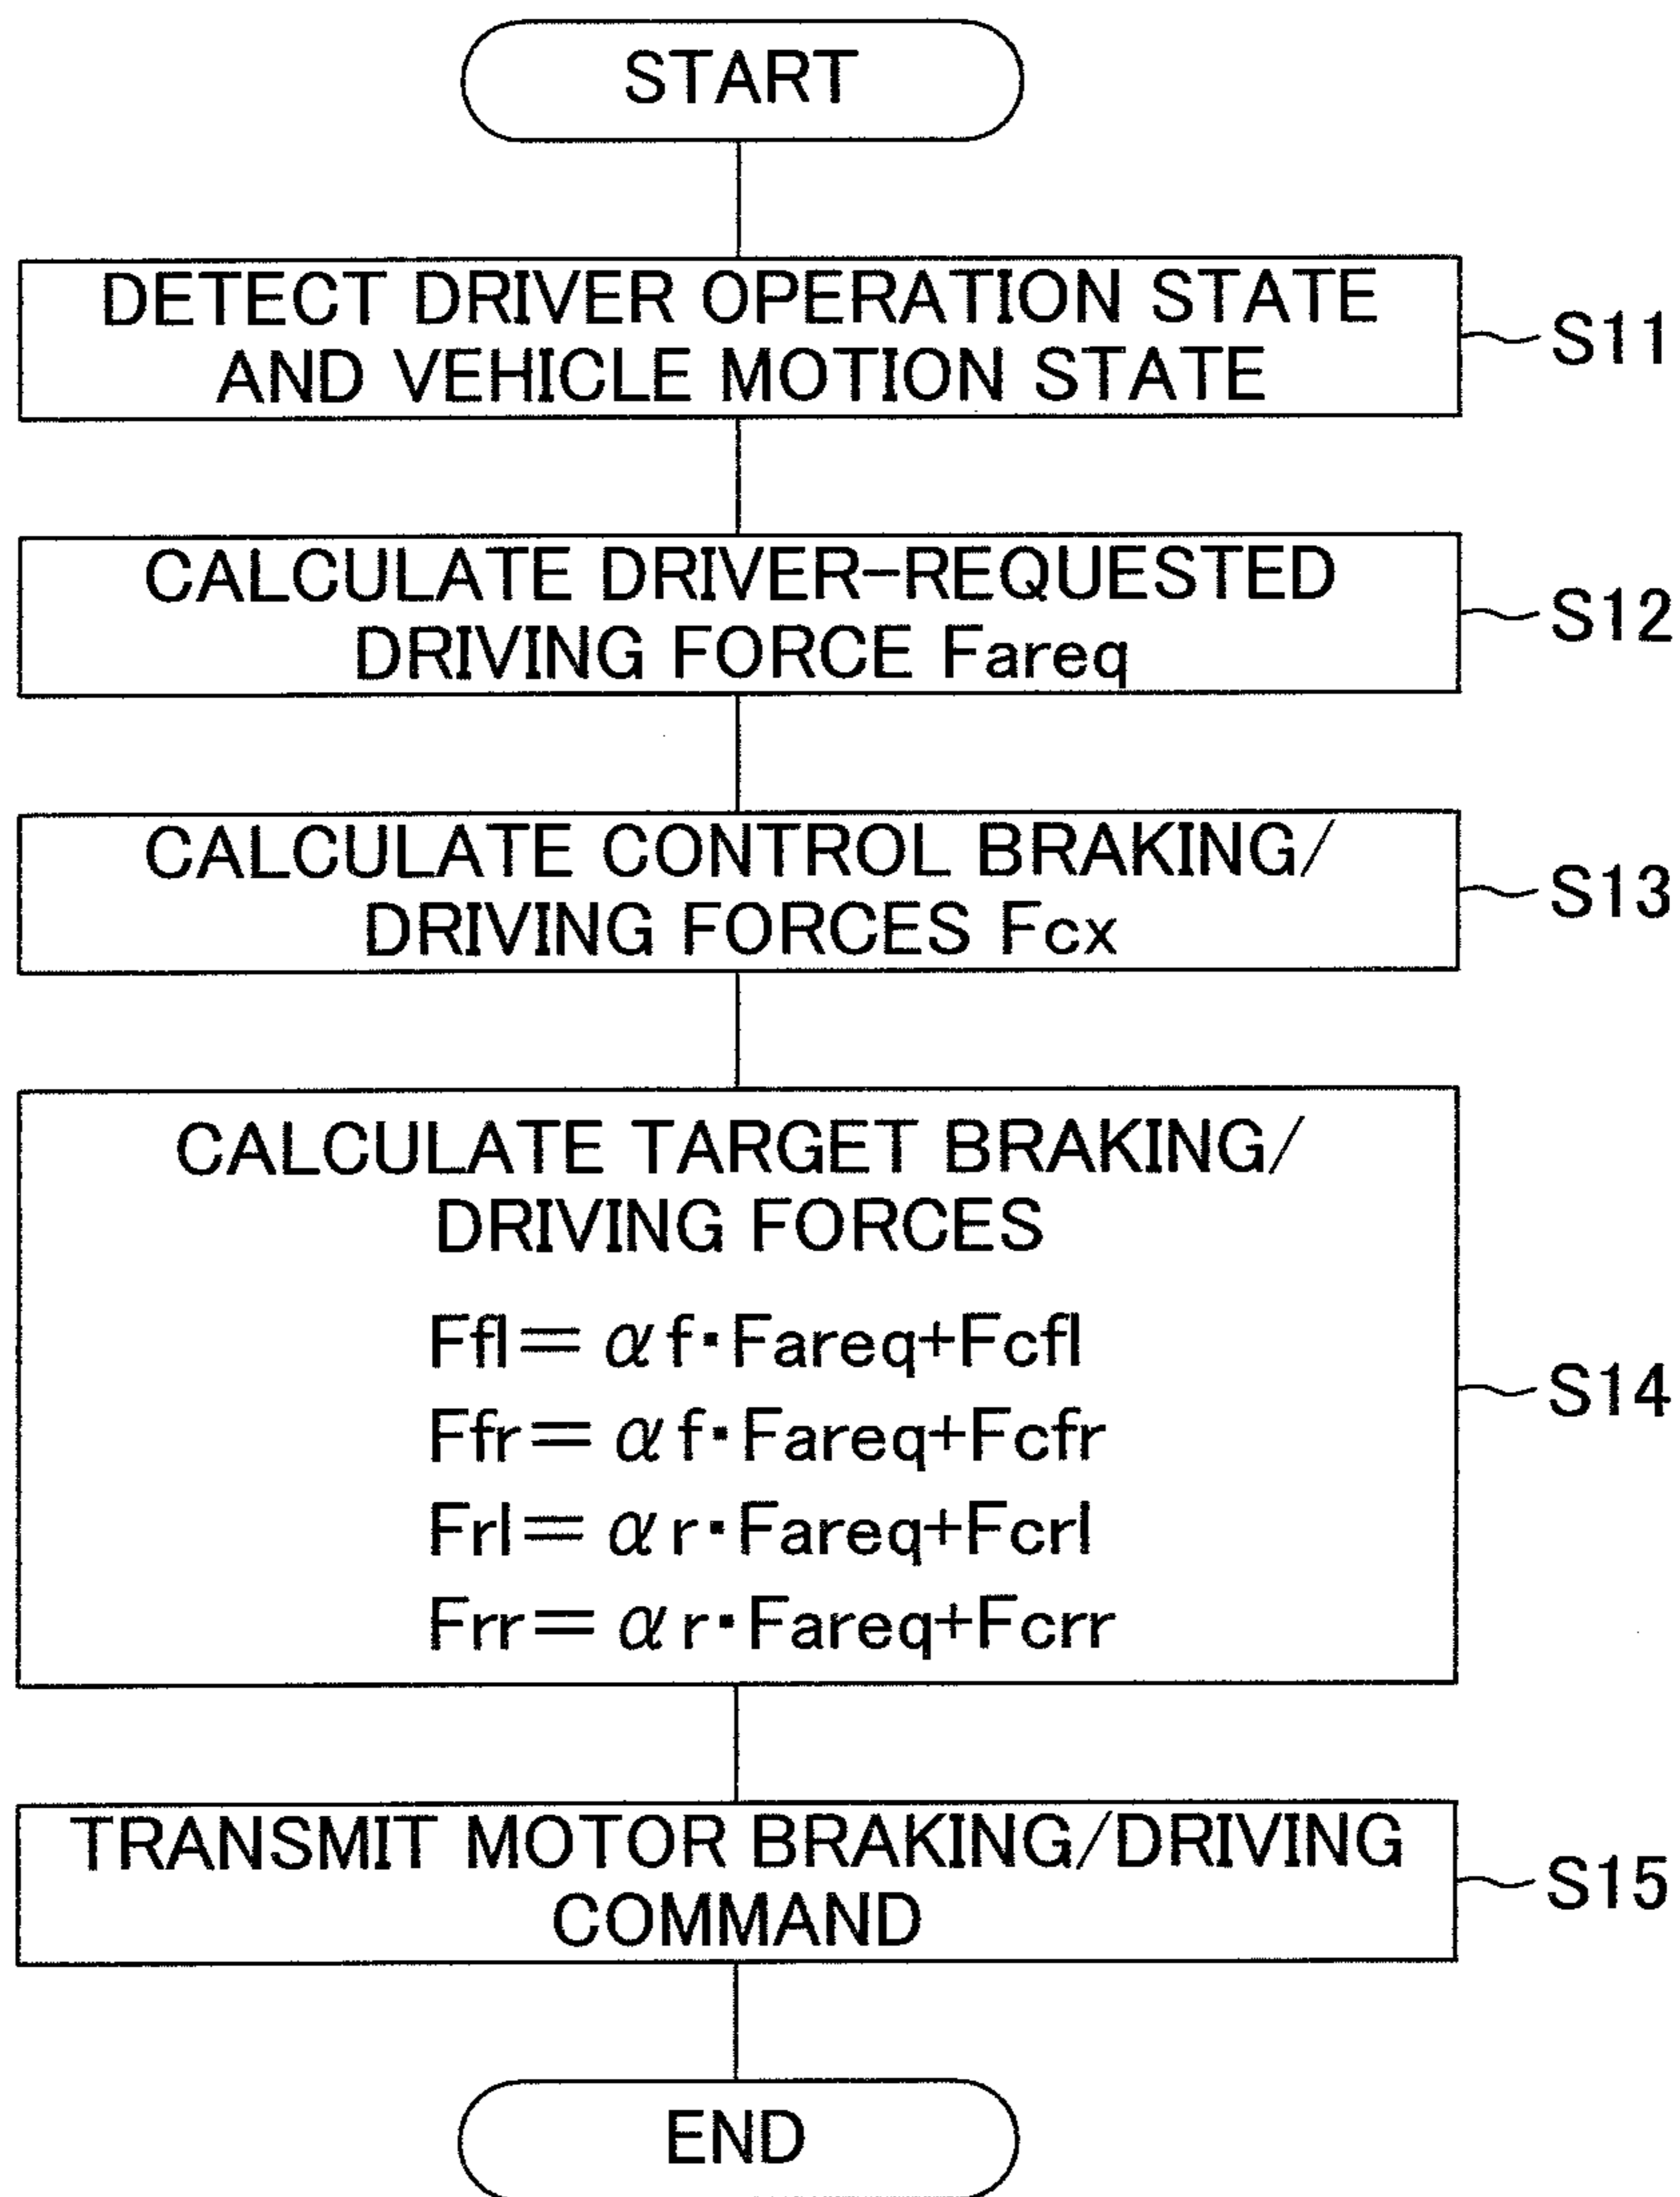 START
DETECT DRIVER OPERATION STATE
AND VEHICLE MOTION STATE
S11
CALCULATE DRIVER-REQUESTED
DRIVING FORCE Fareq
S12
CALCULATE CONTROL BRAKING/
DRIVING FORCES Fcx
S13
CALCULATE TARGET BRAKING/
DRIVING FORCES
Ffl=αf·Fareq+Fcfl
Ffr=αf·Fareq+Fcfr
Frl=αr·Fareq+Fcrl
Frr=αr·Fareq+Fcrr
S14
TRANSMIT MOTOR BRAKING/DRIVING
COMMAND
S15
END